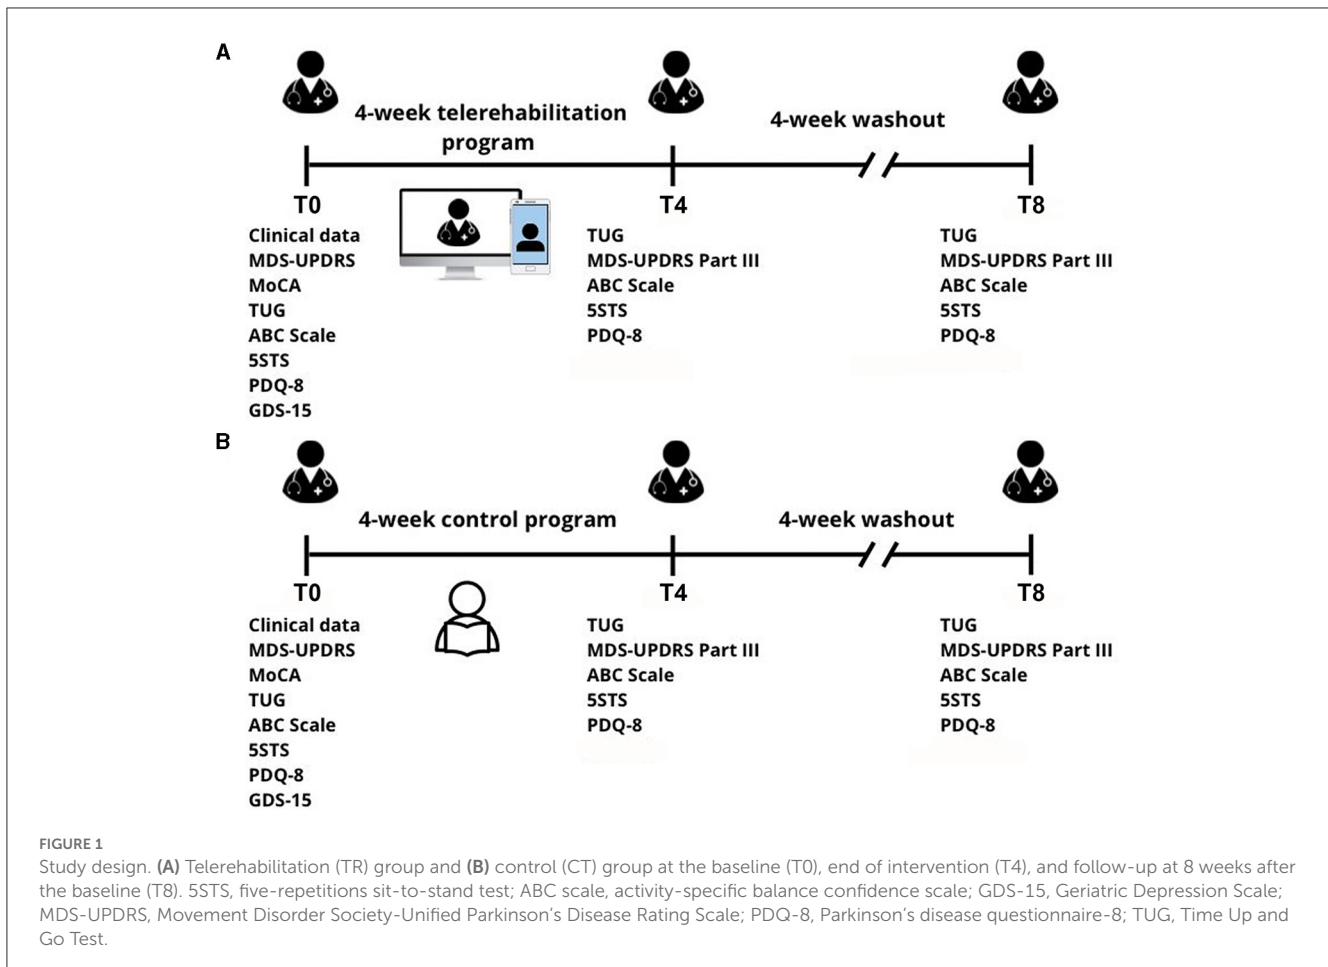 A
4-week telerehabilitation
program
4-week washout
T0
T4
T8
Clinical data
MDS-UPDRS
MoCA
TUG
ABC Scale
5STS
PDQ-8
GDS-15
TUG
MDS-UPDRS Part III
ABC Scale
5STS
PDQ-8
TUG
MDS-UPDRS Part III
ABC Scale
5STS
PDQ-8
B
4-week control program
4-week washout
T0
T4
T8
Clinical data
MDS-UPDRS
MoCA
TUG
ABC Scale
5STS
PDQ-8
GDS-15
TUG
MDS-UPDRS Part III
ABC Scale
5STS
PDQ-8
TUG
MDS-UPDRS Part III
ABC Scale
5STS
PDQ-8
FIGURE 1
Study design. (A) Telerehabilitation (TR) group and (B) control (CT) group at the baseline (T0), end of intervention (T4), and follow-up at 8 weeks after
the baseline (T8). 5STS, five-repetitions sit-to-stand test; ABC scale, activity-specific balance confidence scale; GDS-15, Geriatric Depression Scale;
MDS-UPDRS, Movement Disorder Society-Unified Parkinson's Disease Rating Scale; PDQ-8, Parkinson's disease questionnaire-8; TUG, Time Up and
Go Test.